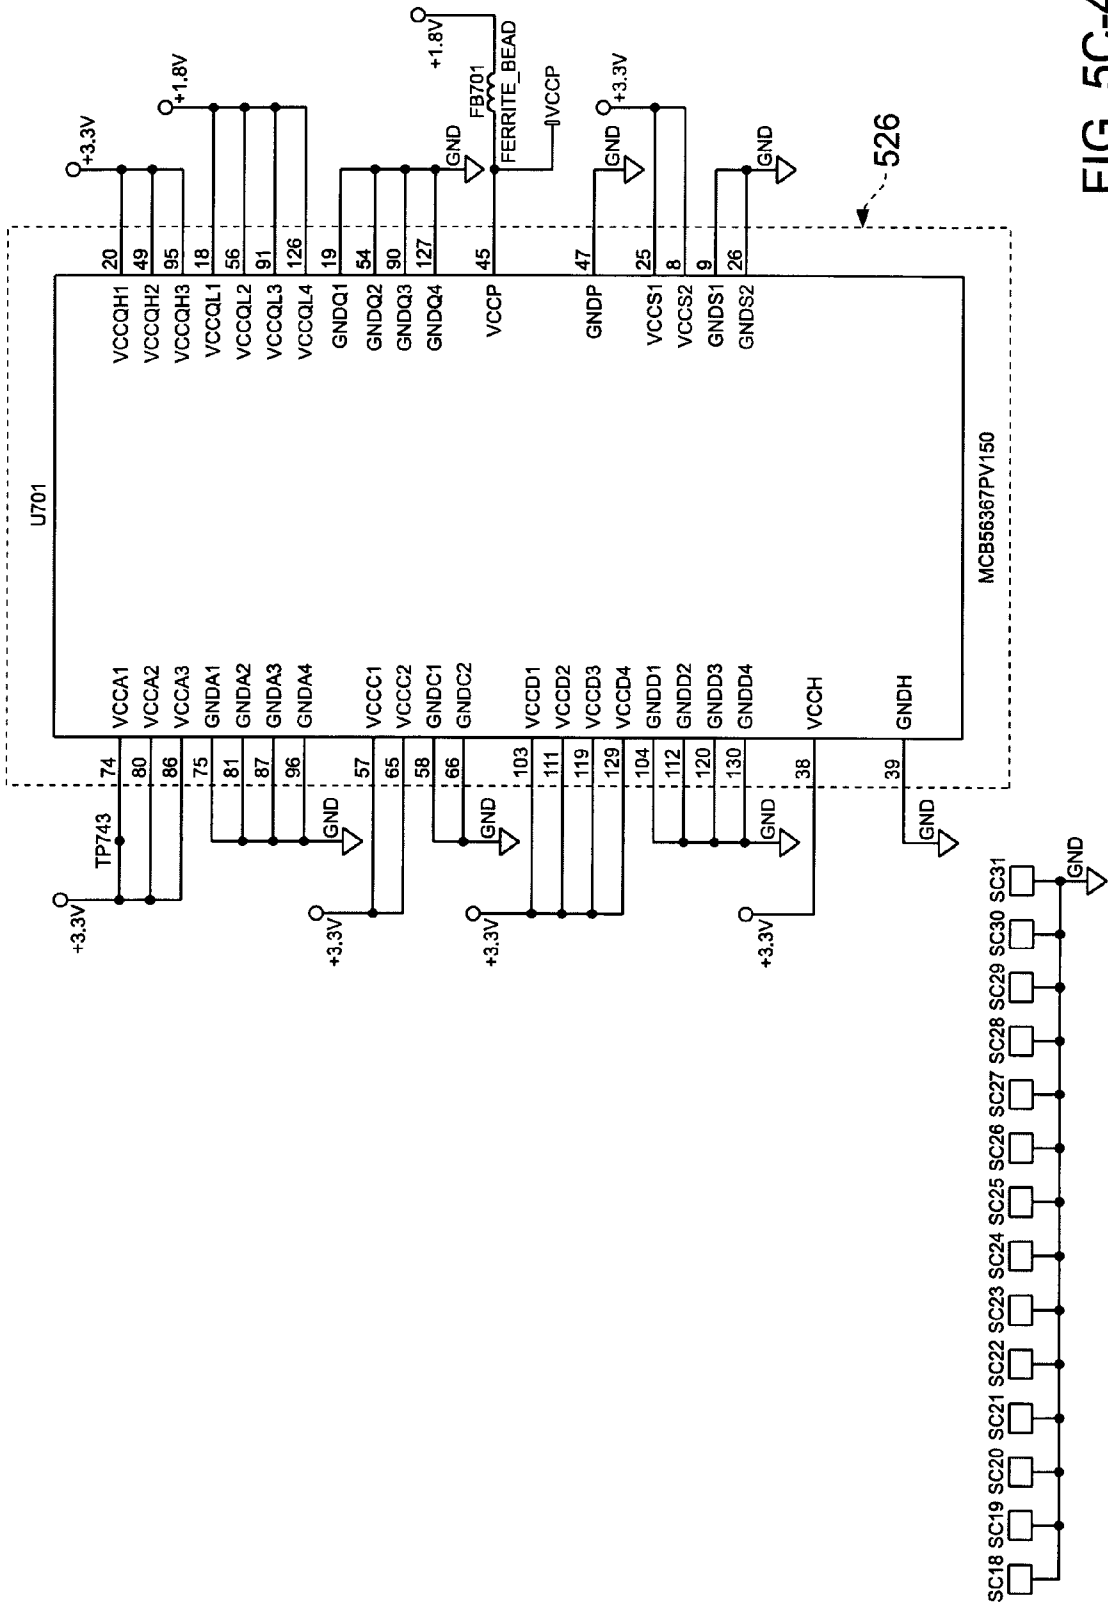 U701
+3.3V
TP743
74 VCCA1
80 VCCA2
86 VCCA3
75 GNDA1
81 GNDA2
87 GNDA3
96 GNDA4
GND
+3.3V
57 VCCC1
65 VCCC2
58 GNDC1
66 GNDC2
GND
+3.3V
103 VCCD1
111 VCCD2
119 VCCD3
129 VCCD4
104 GNDD1
112 GNDD2
120 GNDD3
130 GNDD4
GND
+3.3V
38 VCCH
39 GNDH
GND
VCCQH1 20
VCCQH2 49
VCCQH3 95
+3.3V
VCCQL1 18
VCCQL2 56
VCCQL3 91
VCCQL4 126
+1.8V
GNDQ1 19
GNDQ2 54
GNDQ3 90
GNDQ4 127
GND
VCCP 45
FB701
FERRITE_BEAD
+1.8V
VCCP
GNDP 47
GND
VCCS1 25
VCCS2 8
+3.3V
GNDS1 9
GNDS2 26
GND
526
MCB56367PV150
SC18 SC19 SC20 SC21 SC22 SC23 SC24 SC25 SC26 SC27 SC28 SC29 SC30 SC31
GND
FIG. 5C-4